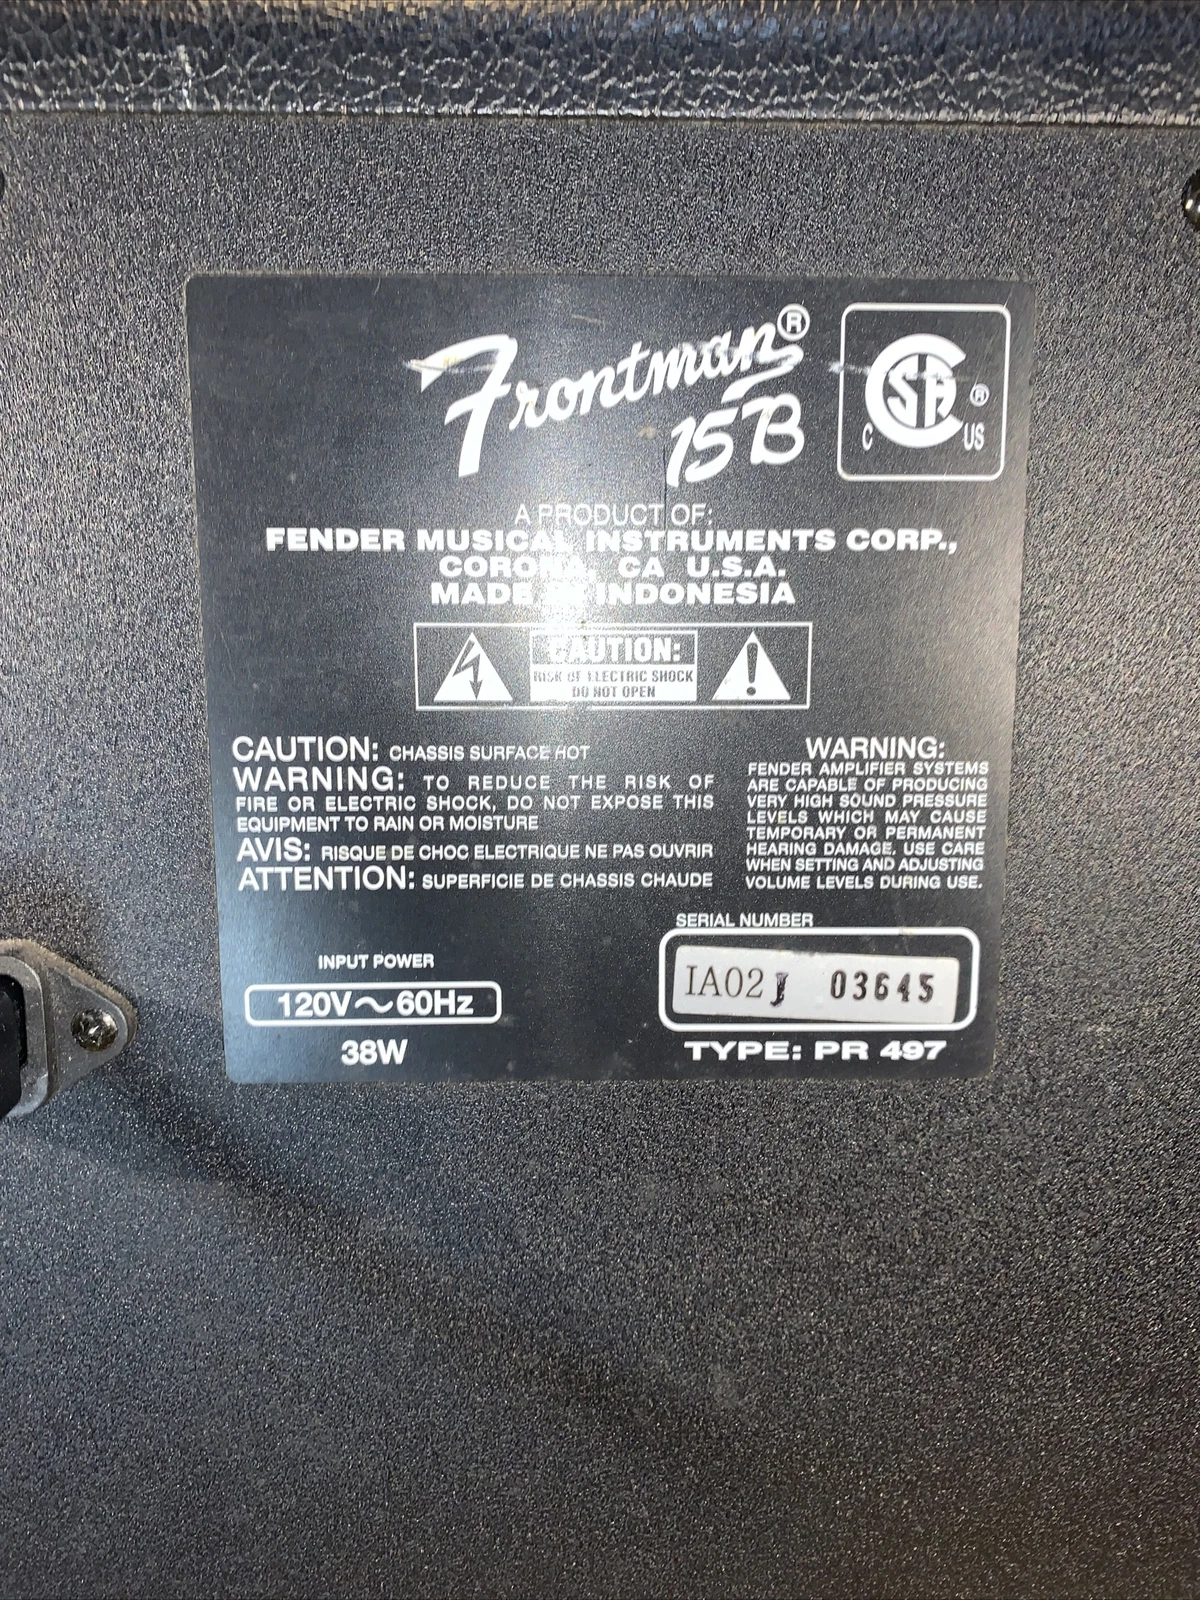 Frontman®
15B
CSA®
C US
A PRODUCT OF:
FENDER MUSICAL INSTRUMENTS CORP.,
CORONA, CA U.S.A.
MADE IN INDONESIA
CAUTION:
RISK OF ELECTRIC SHOCK
DO NOT OPEN
CAUTION: CHASSIS SURFACE HOT
WARNING: TO REDUCE THE RISK OF
FIRE OR ELECTRIC SHOCK, DO NOT EXPOSE THIS
EQUIPMENT TO RAIN OR MOISTURE
AVIS: RISQUE DE CHOC ELECTRIQUE NE PAS OUVRIR
ATTENTION: SUPERFICIE DE CHASSIS CHAUDE
WARNING:
FENDER AMPLIFIER SYSTEMS
ARE CAPABLE OF PRODUCING
VERY HIGH SOUND PRESSURE
LEVELS WHICH MAY CAUSE
TEMPORARY OR PERMANENT
HEARING DAMAGE. USE CARE
WHEN SETTING AND ADJUSTING
VOLUME LEVELS DURING USE.
INPUT POWER
120V～60Hz
38W
SERIAL NUMBER
IA02J 03645
TYPE: PR 497